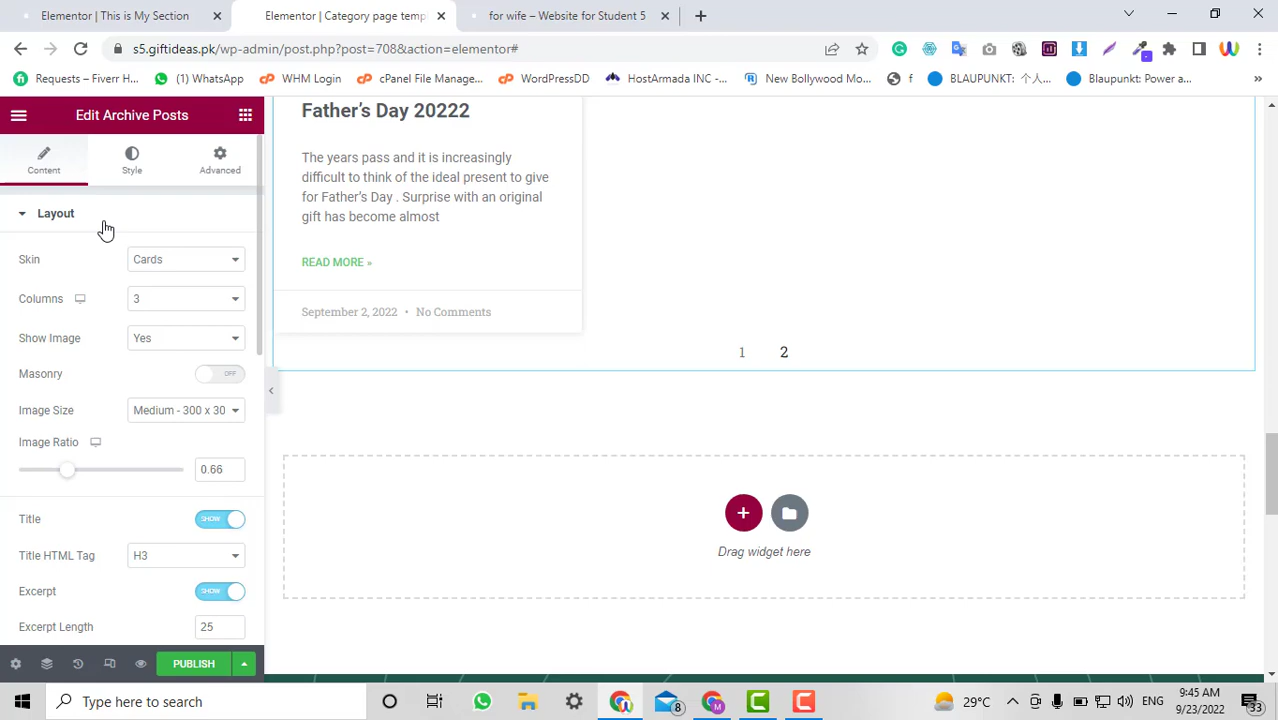 Elementor | This is My Section
Elementor | Category page temp
for wife – Website for Student 5
s5.giftideas.pk/wp-admin/post.php?post=708&action=elementor#
Requests – Fiverr H...
(1) WhatsApp
WHM Login
cPanel File Manage...
WordPressDD
HostArmada INC -...
New Bollywood Mo...
f
BLAUPUNKT: 个人...
Blaupunkt: Power a...
»
Edit Archive Posts
Content
Style
Advanced
Layout
Skin
Cards
Columns
3
Show Image
Yes
Masonry
OFF
Image Size
Medium - 300 x 30
Image Ratio
0.66
Title
SHOW
Title HTML Tag
H3
Excerpt
SHOW
Excerpt Length
25
PUBLISH
Father's Day 20222
The years pass and it is increasingly
difficult to think of the ideal present to give
for Father's Day . Surprise with an original
gift has become almost
READ MORE »
September 2, 2022 • No Comments
1 2
Drag widget here
Type here to search
8
M
29°C
ENG
9:45 AM
9/23/2022
33